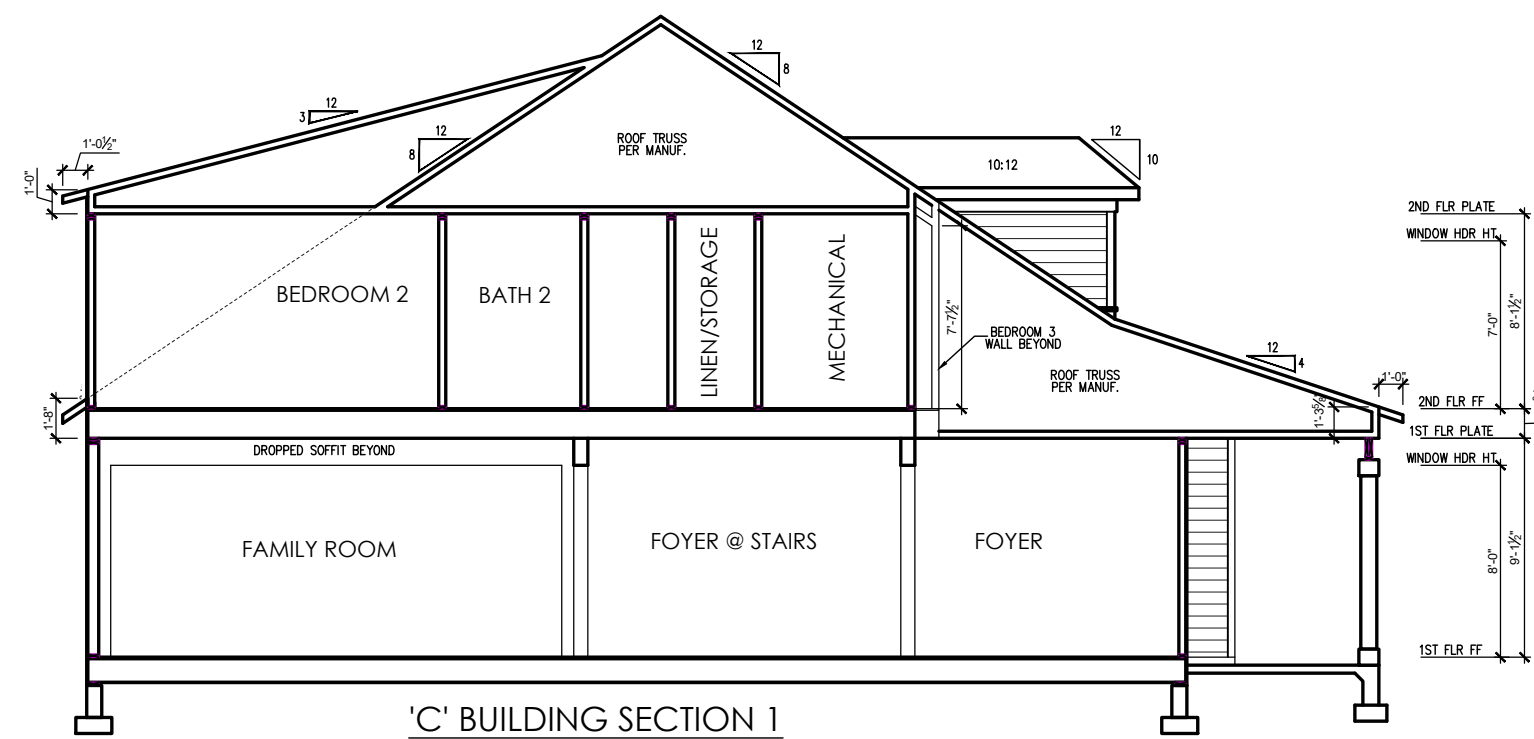 12
8
12
3
12
8
1'-0½"
1'-0"
ROOF TRUSS
PER MANUF.
12
10
10:12
2ND FLR PLATE
WINDOW HDR HT.
BEDROOM 2
BATH 2
LINEN/STORAGE
MECHANICAL
7'-7½"
BEDROOM 3
WALL BEYOND
7'-0"
8'-1½"
12
4
ROOF TRUSS
PER MANUF.
1'-0"
1'-8"
1'-3⅝"
2ND FLR FF
1ST FLR PLATE
WINDOW HDR HT.
DROPPED SOFFIT BEYOND
FAMILY ROOM
FOYER @ STAIRS
FOYER
8'-0"
9'-1½"
1ST FLR FF
'C' BUILDING SECTION 1